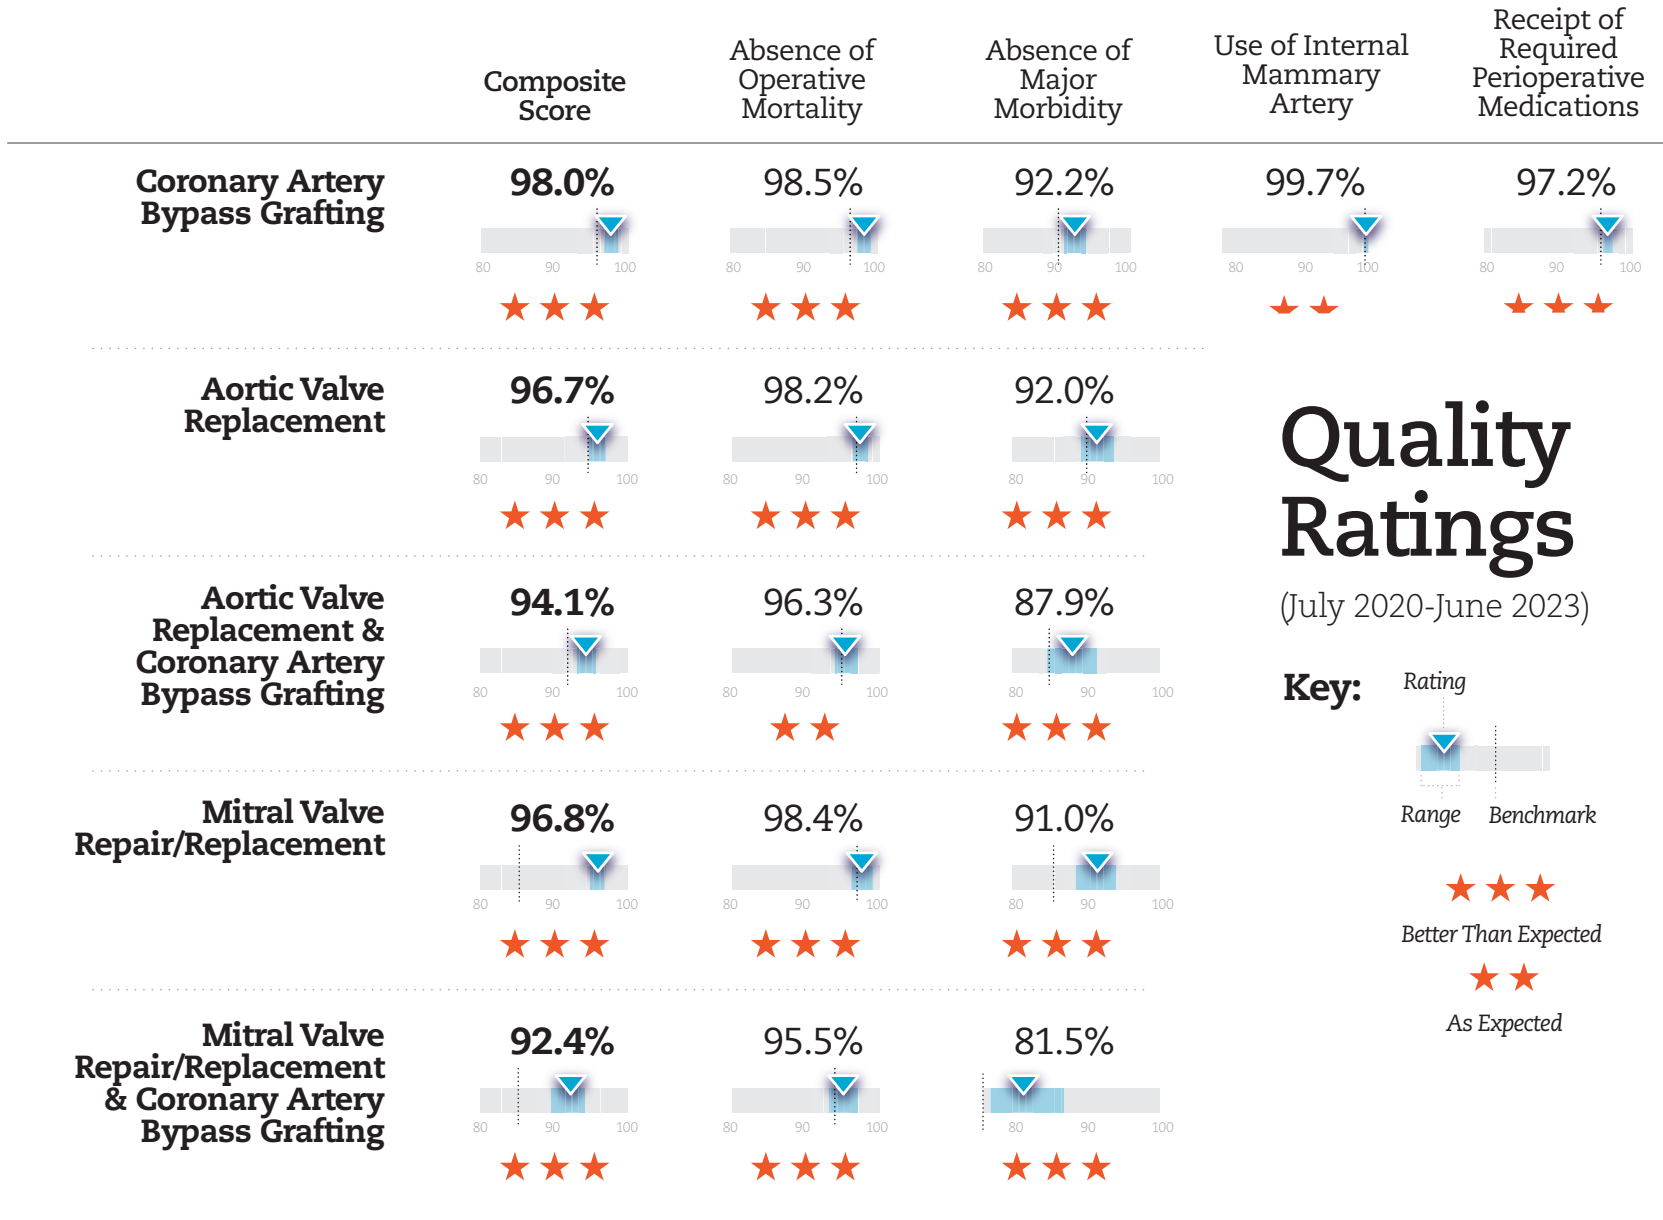 Composite
Score
Absence of
Operative
Mortality
Absence of
Major
Morbidity
Use of Internal
Mammary
Artery
Receipt of
Required
Perioperative
Medications
Coronary Artery
Bypass Grafting
98.0%
98.5%
92.2%
99.7%
97.2%
80 90 100
80 90 100
80 90 100
80 90 100
80 90 100
Aortic Valve
Replacement
96.7%
98.2%
92.0%
80 90 100
80 90 100
80 90 100
Aortic Valve
Replacement &
Coronary Artery
Bypass Grafting
94.1%
96.3%
87.9%
80 90 100
80 90 100
80 90 100
Mitral Valve
Repair/Replacement
96.8%
98.4%
91.0%
80 90 100
80 90 100
80 90 100
Mitral Valve
Repair/Replacement
& Coronary Artery
Bypass Grafting
92.4%
95.5%
81.5%
80 90 100
80 90 100
80 90 100
Quality
Ratings
(July 2020-June 2023)
Key:
Rating
Range
Benchmark
Better Than Expected
As Expected